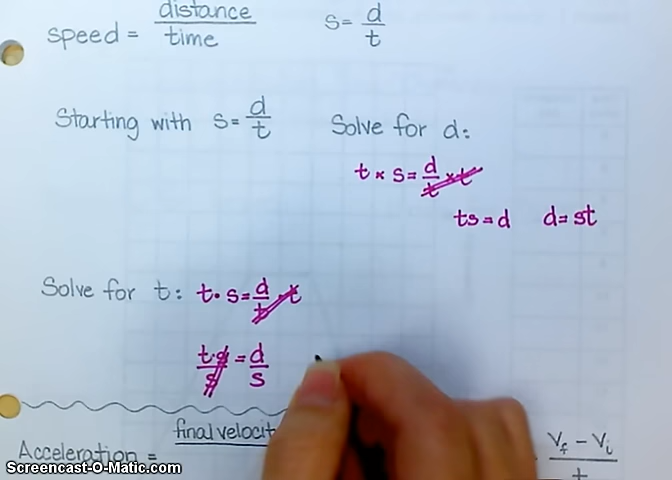 speed = distance / time    s = d / t
Starting with s = d / t    Solve for d:
t × s = d / t × t
ts = d    d = st
Solve for t: t · s = d / t · t
t · s / s = d / s
Acceleration = final velocit    Vf - Vi / t
Screencast-O-Matic.com